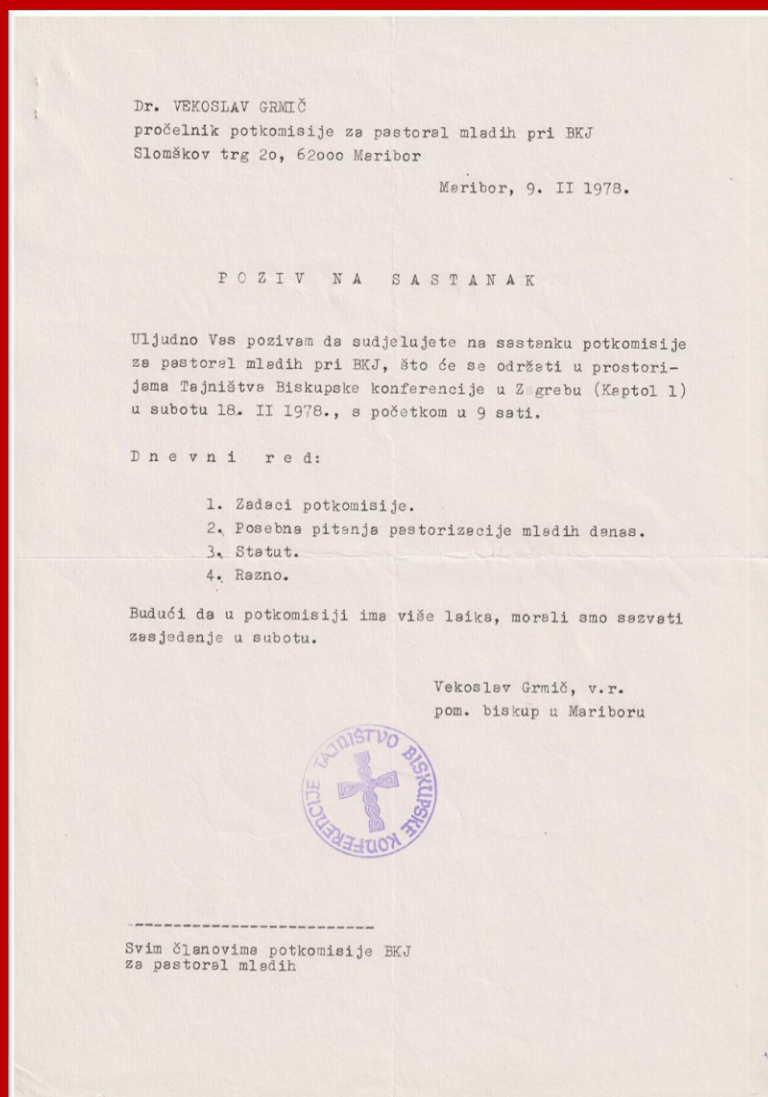 Dr. VEKOSLAV GRMIČ
pročelnik potkomisije za pastoral mladih pri BKJ
Slomškov trg 2o, 62ooo Maribor
Maribor, 9. II 1978.
P O Z I V  N A  S A S T A N A K
Uljudno Vas pozivam da sudjelujete na sastanku potkomisije
za pastoral mladih pri BKJ, što će se održati u prostori-
jama Tajništva Biskupske konferencije u Zagrebu (Kaptol 1)
u subotu 18. II 1978., s početkom u 9 sati.
D n e v n i  r e d:
1. Zadaci potkomisije.
2. Posebna pitanja pastorizacije mladih danas.
3. Statut.
4. Razno.
Budući da u potkomisiji ima više laika, morali smo sazvati
zasjedanje u subotu.
Vekoslav Grmič, v.r.
pom. biskup u Mariboru
TAJNIŠTVO BISKUPSKE KONFERENCIJE
Svim članovima potkomisije BKJ
za pastoral mladih